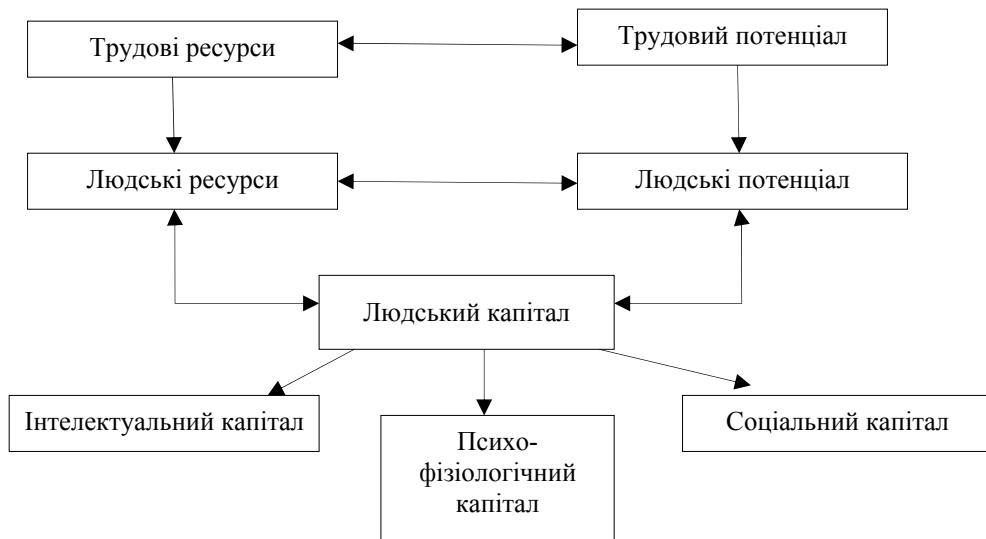 Трудові ресурси
Трудовий потенціал
Людські ресурси
Людські потенціал
Людський капітал
Інтелектуальний капітал
Психо-
фізіологічний
капітал
Соціальний капітал